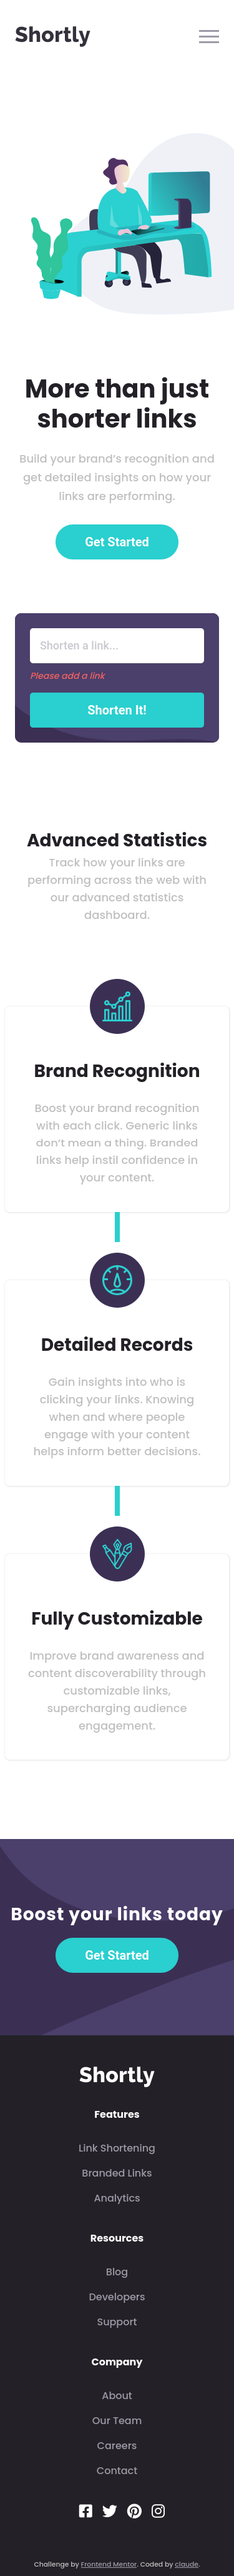 Shortly
More than just
shorter links
Build your brand's recognition and
get detailed insights on how your
links are performing.
Get Started
Shorten a link...
Please add a link
Shorten It!
Advanced Statistics
Track how your links are
performing across the web with
our advanced statistics
dashboard.
Brand Recognition
Boost your brand recognition
with each click. Generic links
don't mean a thing. Branded
links help instil confidence in
your content.
Detailed Records
Gain insights into who is
clicking your links. Knowing
when and where people
engage with your content
helps inform better decisions.
Fully Customizable
Improve brand awareness and
content discoverability through
customizable links,
supercharging audience
engagement.
Boost your links today
Get Started
Shortly
Features
Link Shortening
Branded Links
Analytics
Resources
Blog
Developers
Support
Company
About
Our Team
Careers
Contact
Challenge by Frontend Mentor. Coded by claude.